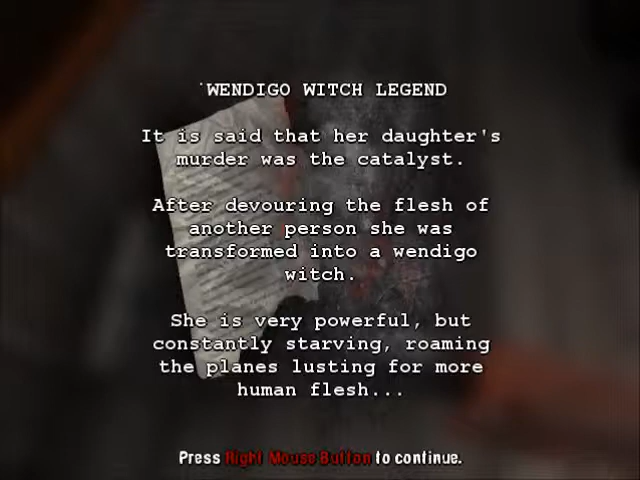 `WENDIGO WITCH LEGEND
It is said that her daughter's
murder was the catalyst.
After devouring the flesh of
another person she was
transformed into a wendigo
witch.
She is very powerful, but
constantly starving, roaming
the planes lusting for more
human flesh...
Press Right Mouse Button to continue.